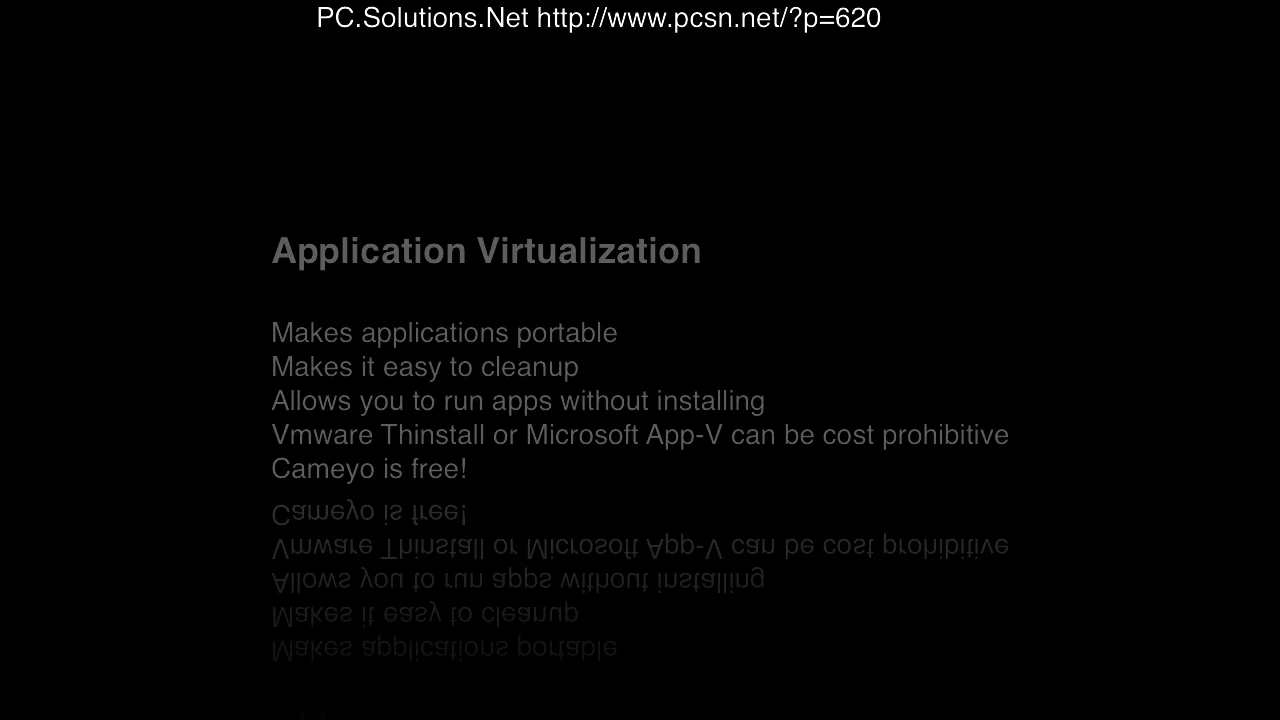 PC.Solutions.Net http://www.pcsn.net/?p=620
Application Virtualization
Makes applications portable
Makes it easy to cleanup
Allows you to run apps without installing
Vmware Thinstall or Microsoft App-V can be cost prohibitive
Cameyo is free!